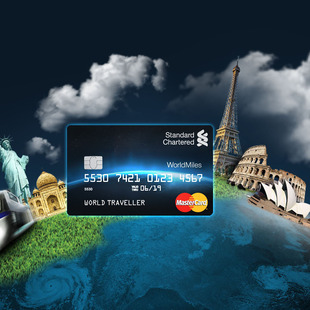 Standard
Chartered
WorldMiles
5530 7421 0123 4567
5530
06/19
WORLD TRAVELLER
MasterCard